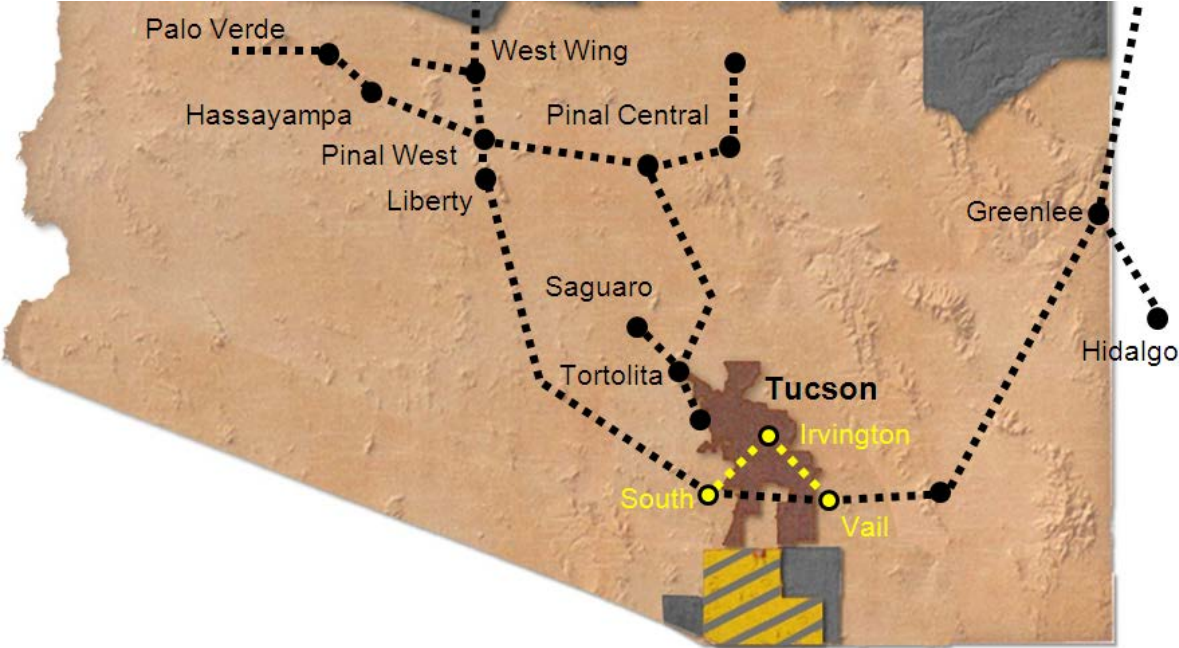 Palo Verde
West Wing
Hassayampa
Pinal Central
Pinal West
Liberty
Greenlee
Saguaro
Hidalgo
Tortolita
Tucson
Irvington
South
Vail